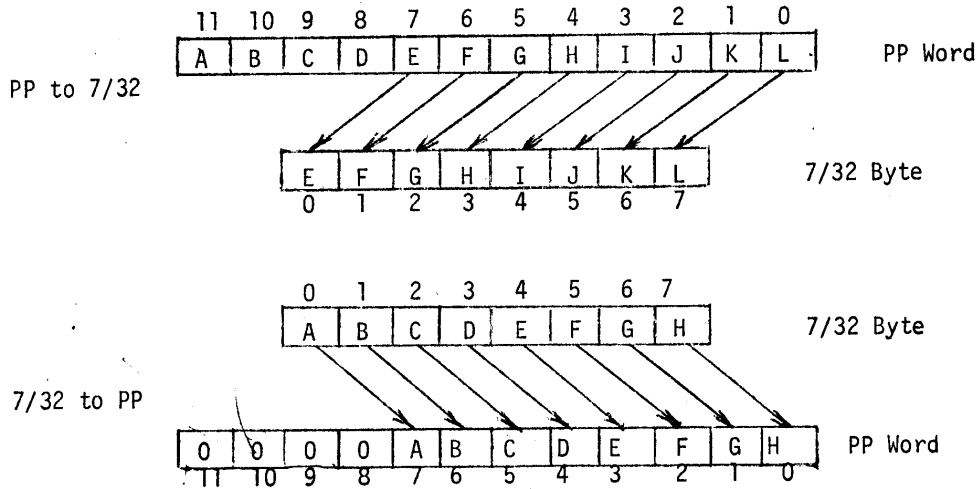 11 10 9 8 7 6 5 4 3 2 1 0
A B C D E F G H I J K L PP Word
PP to 7/32
E F G H I J K L 7/32 Byte
0 1 2 3 4 5 6 7
0 1 2 3 4 5 6 7
A B C D E F G H 7/32 Byte
7/32 to PP
0 0 0 0 A B C D E F G H PP Word
11 10 9 8 7 6 5 4 3 2 1 0